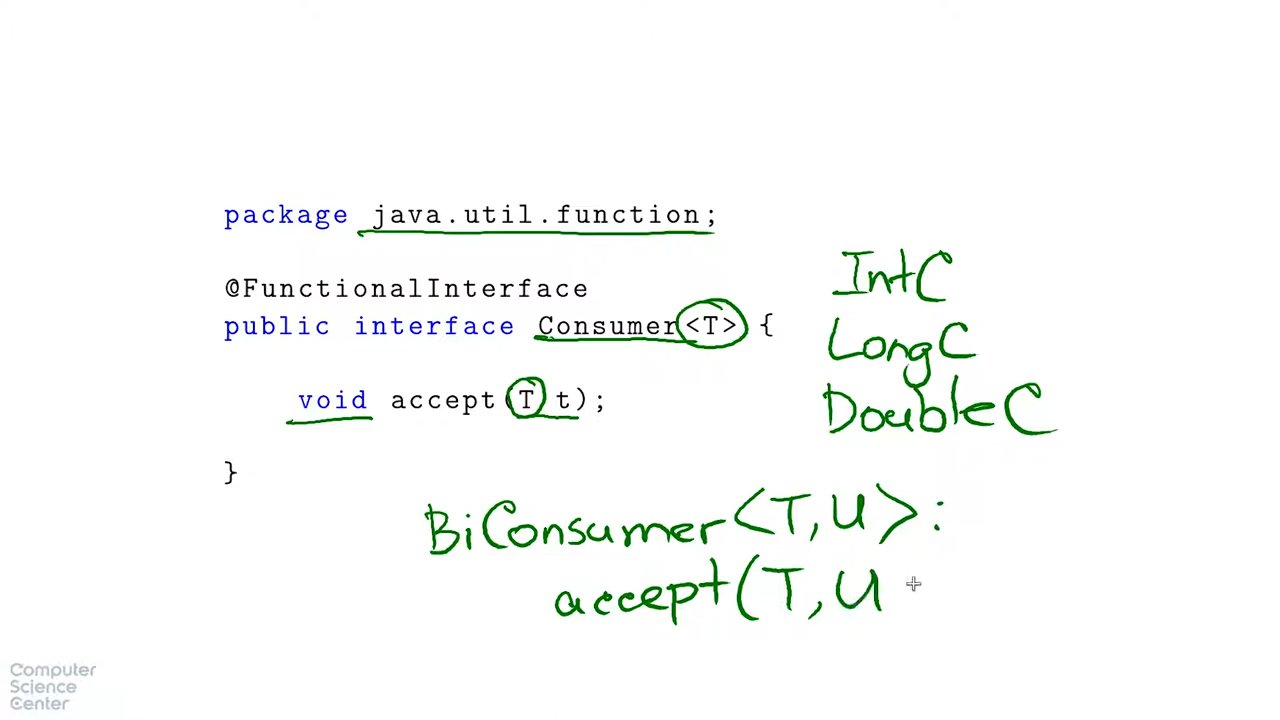 package java.util.function;
@FunctionalInterface
public interface Consumer<T> {
void accept(T t);
}
IntC
LongC
DoubleC
BiConsumer<T,U>:
accept(T,U
Computer
Science
Center